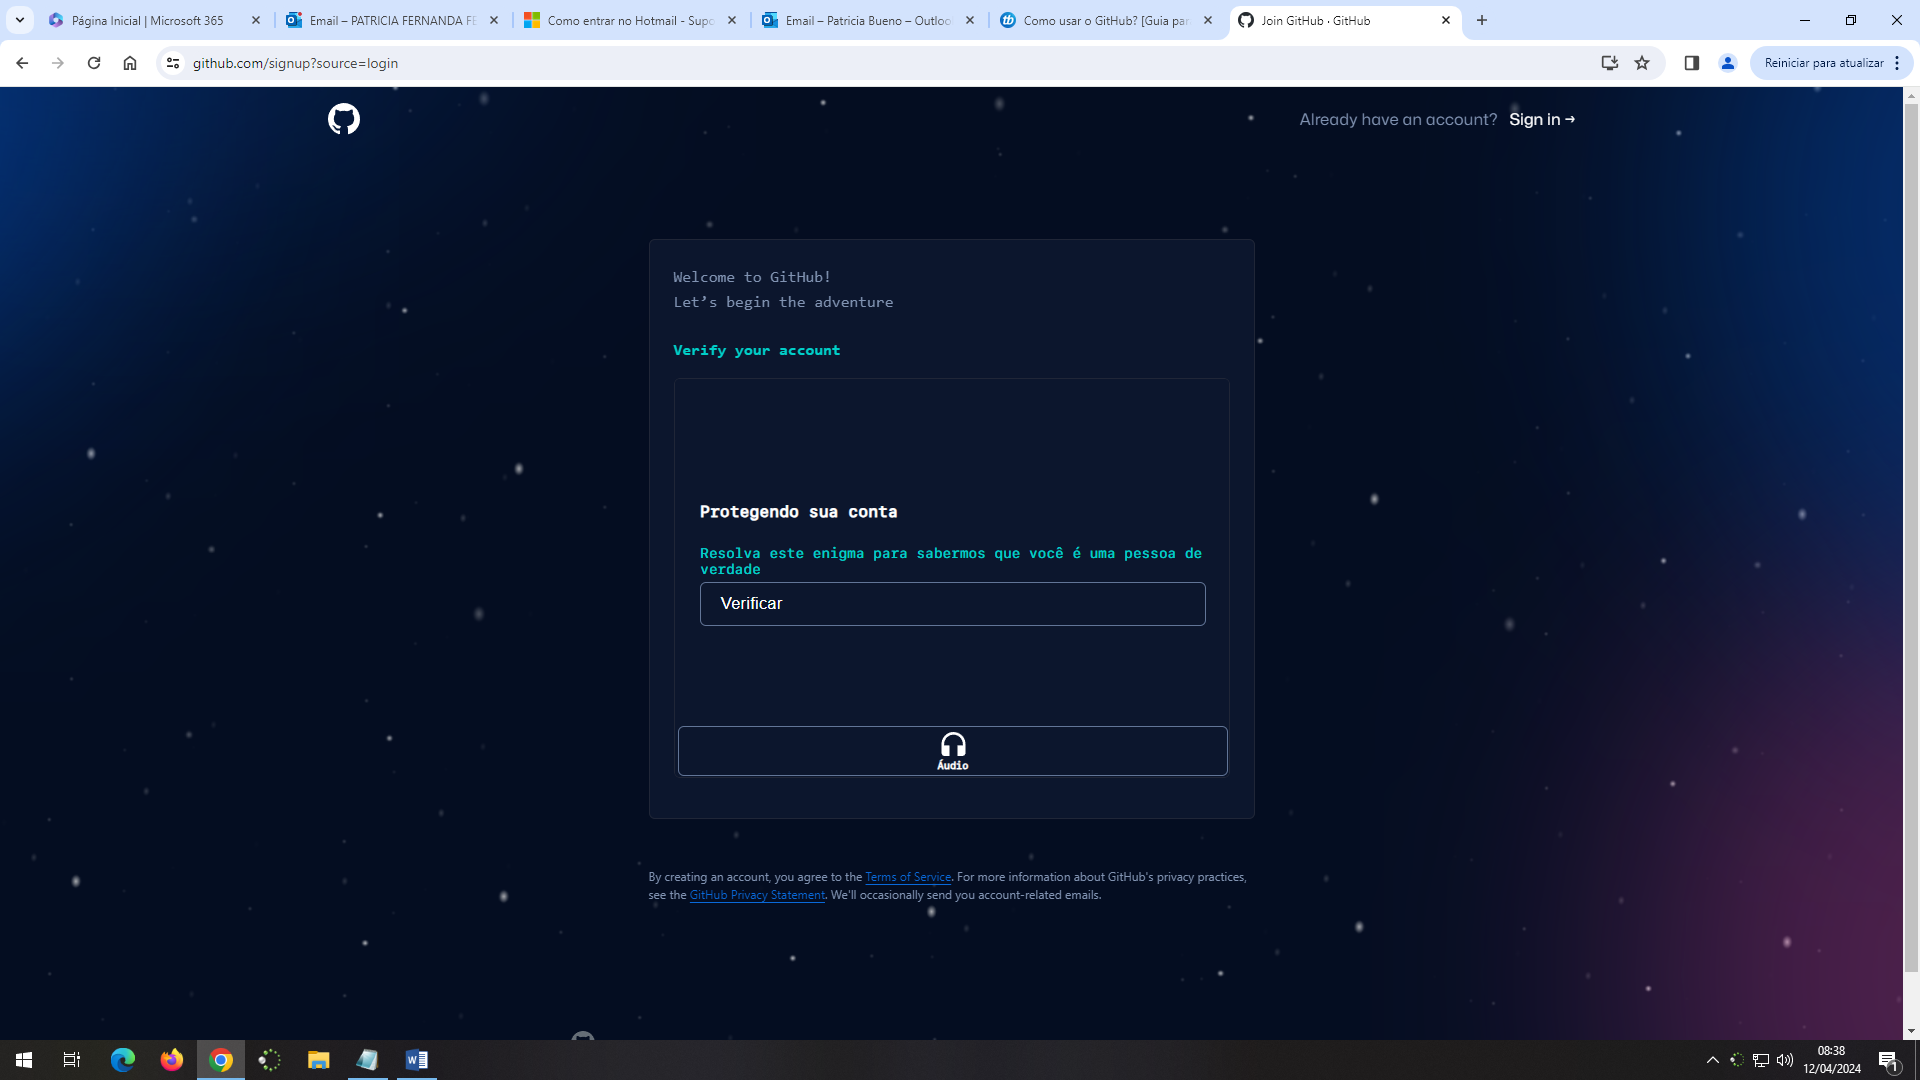 Página Inicial | Microsoft 365
Email – PATRICIA FERNANDA FE
Como entrar no Hotmail - Supo
Email – Patricia Bueno – Outloo
Como usar o GitHub? [Guia par
Join GitHub · GitHub
github.com/signup?source=login
Reiniciar para atualizar
Already have an account? Sign in →
Welcome to GitHub!
Let’s begin the adventure
Verify your account
Protegendo sua conta
Resolva este enigma para sabermos que você é uma pessoa de
verdade
Verificar
Áudio
By creating an account, you agree to the Terms of Service. For more information about GitHub's privacy practices,
see the GitHub Privacy Statement. We'll occasionally send you account-related emails.
08:38
12/04/2024
1